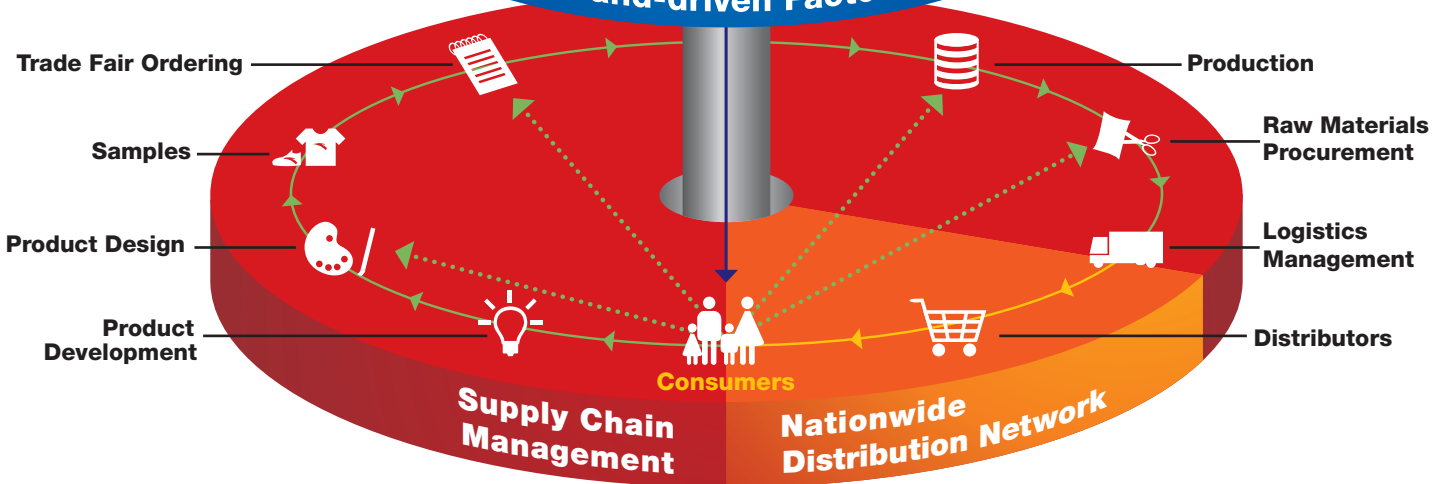 Trade Fair Ordering
Production
Raw Materials
Procurement
Samples
Logistics
Management
Product Design
Product
Development
Distributors
Consumers
Supply Chain
Management
Nationwide
Distribution Network